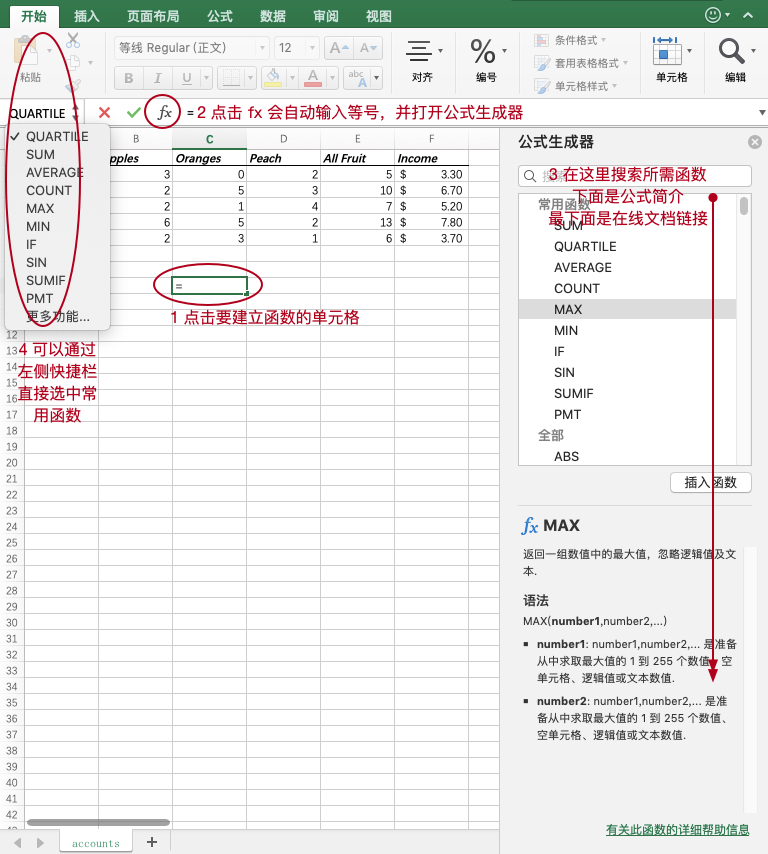 开始 插入 页面布局 公式 数据 审阅 视图
粘贴
等线 Regular (正文) 12 A A
B I U A abc A
对齐
%
编号
条件格式
套用表格格式
单元格样式
单元格
编辑
QUARTILE fx = 2 点击 fx 会自动输入等号，并打开公式生成器
✓ QUARTILE
SUM
AVERAGE
COUNT
MAX
MIN
IF
SIN
SUMIF
PMT
更多功能...
B C D E F
pples Oranges Peach All Fruit Income
3 0 2 5 $ 3.30
2 5 3 10 $ 6.70
2 1 4 7 $ 5.20
6 5 2 13 $ 7.80
2 3 1 6 $ 3.70
=
1 点击要建立函数的单元格
4 可以通过
左侧快捷栏
直接选中常
用函数
12
13
14
15
16
17
18
19
20
21
22
23
24
25
26
27
28
29
30
31
32
33
34
35
36
37
38
39
40
41
42
accounts +
公式生成器
3 在这里搜索所需函数
下面是公式简介
最下面是在线文档链接
常用函数
SUM
QUARTILE
AVERAGE
COUNT
MAX
MIN
IF
SIN
SUMIF
PMT
全部
ABS
插入函数
fx MAX
返回一组数值中的最大值，忽略逻辑值及文
本.
语法
MAX(number1,number2,...)
▪ number1: number1,number2,... 是准备
从中求取最大值的 1 到 255 个数值、空
单元格、逻辑值或文本数值.
▪ number2: number1,number2,... 是准
备从中求取最大值的 1 到 255 个数值、
空单元格、逻辑值或文本数值.
有关此函数的详细帮助信息